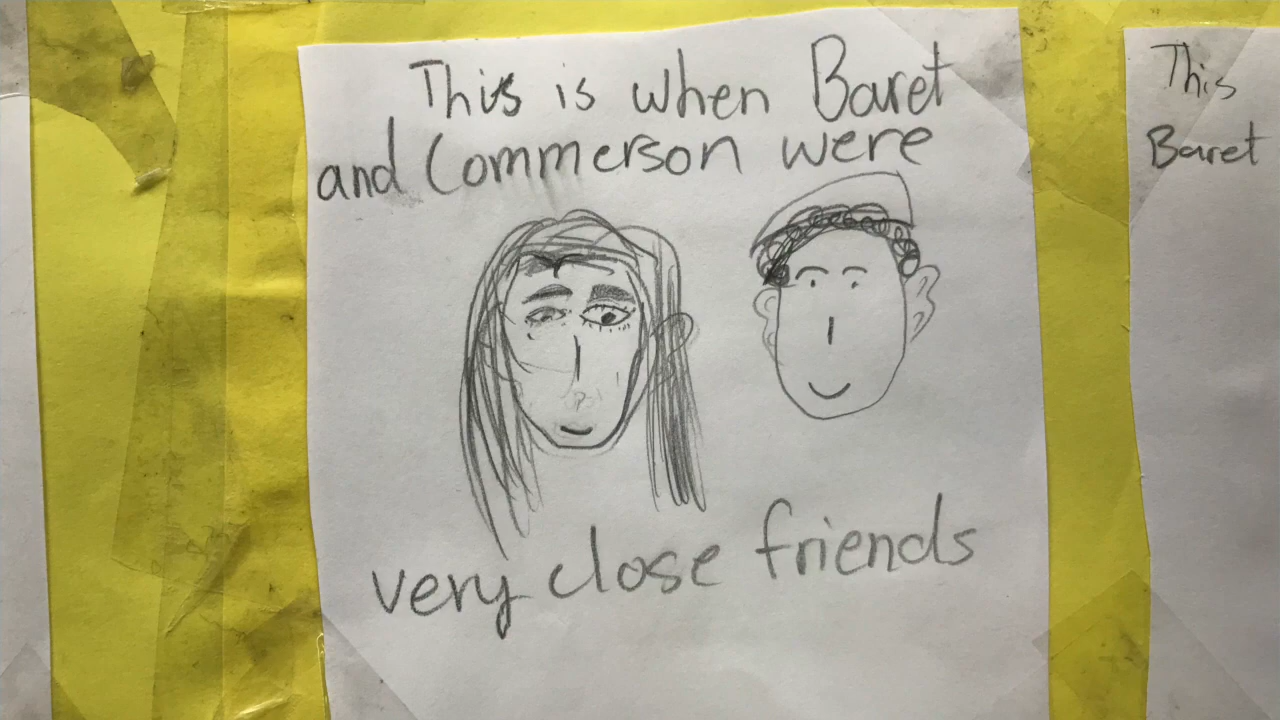 This is when Baret
and Commerson were
very close friends
This
Baret